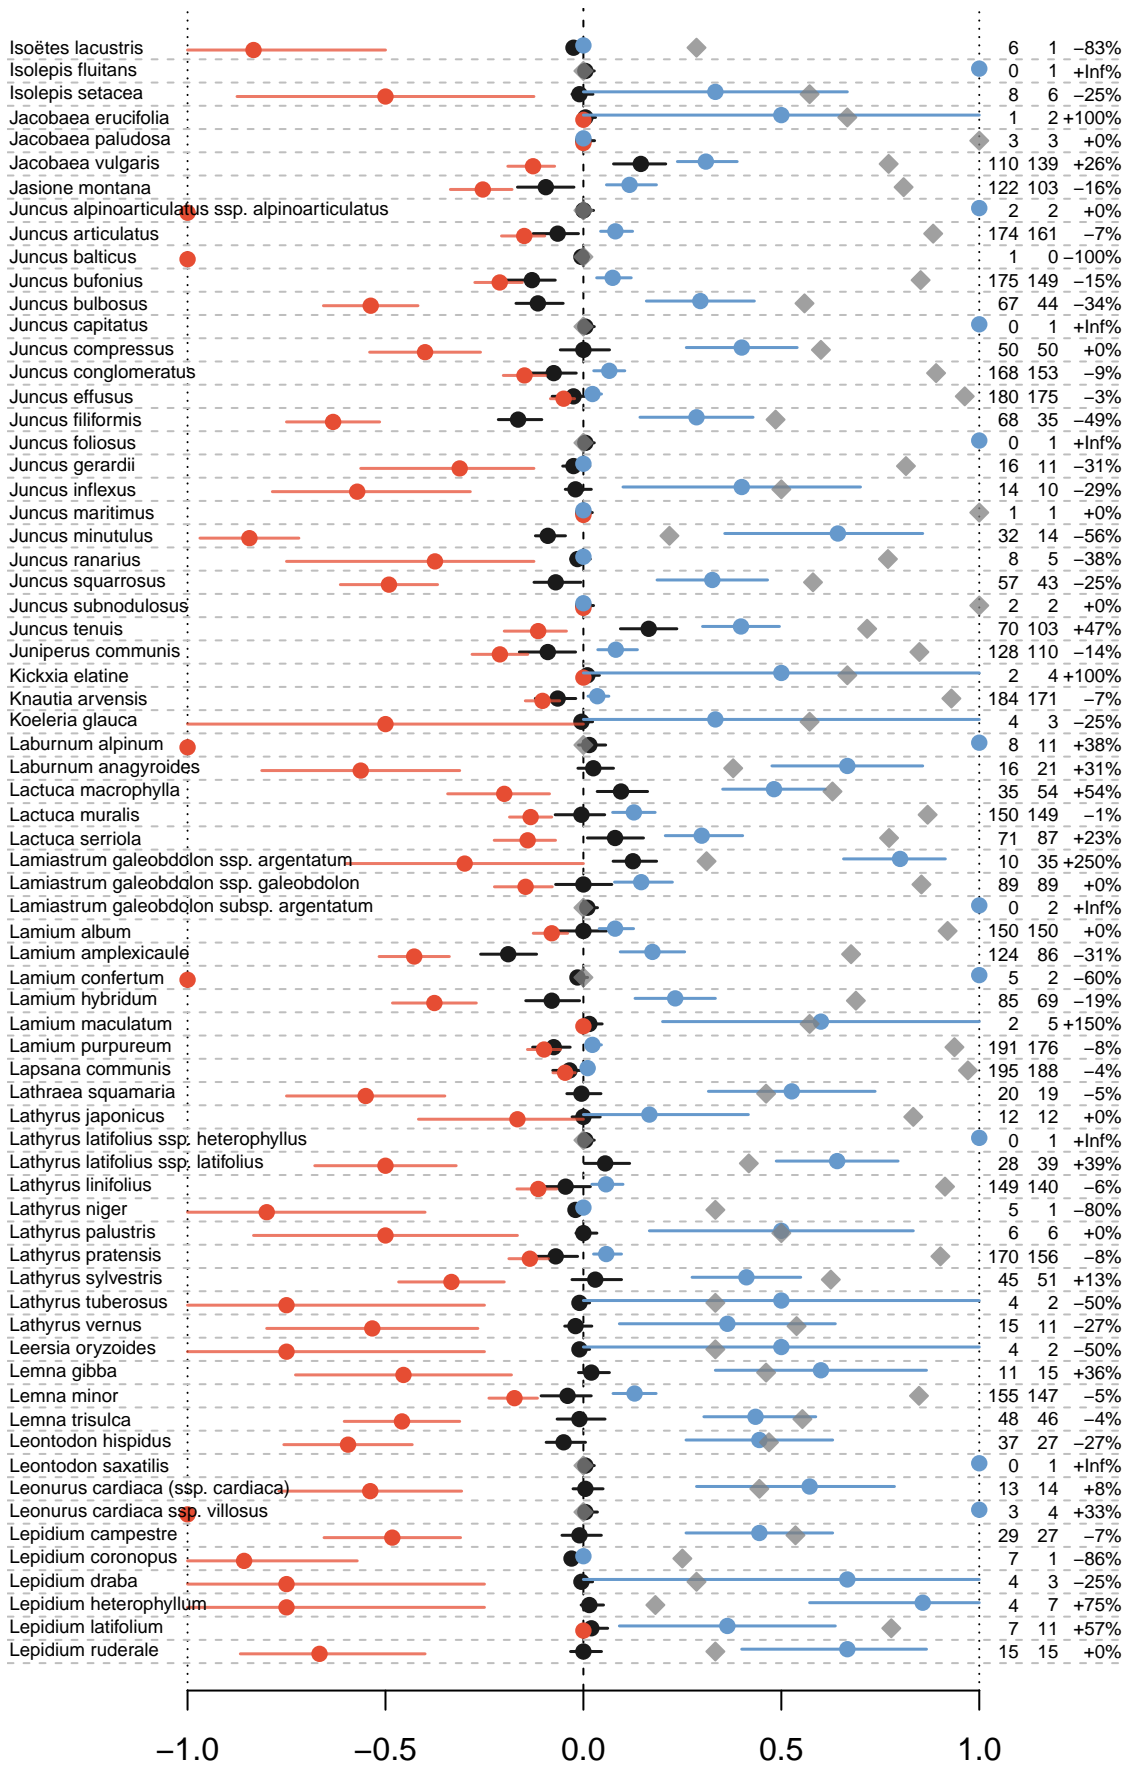 Isoëtes lacustris 6 1 −83%
Isolepis fluitans 0 1 +Inf%
Isolepis setacea 8 6 −25%
Jacobaea erucifolia 1 2 +100%
Jacobaea paludosa 3 3 +0%
Jacobaea vulgaris 110 139 +26%
Jasione montana 122 103 −16%
Juncus alpinoarticulatus ssp. alpinoarticulatus 2 2 +0%
Juncus articulatus 174 161 −7%
Juncus balticus 1 0 −100%
Juncus bufonius 175 149 −15%
Juncus bulbosus 67 44 −34%
Juncus capitatus 0 1 +Inf%
Juncus compressus 50 50 +0%
Juncus conglomeratus 168 153 −9%
Juncus effusus 180 175 −3%
Juncus filiformis 68 35 −49%
Juncus foliosus 0 1 +Inf%
Juncus gerardii 16 11 −31%
Juncus inflexus 14 10 −29%
Juncus maritimus 1 1 +0%
Juncus minutulus 32 14 −56%
Juncus ranarius 8 5 −38%
Juncus squarrosus 57 43 −25%
Juncus subnodulosus 2 2 +0%
Juncus tenuis 70 103 +47%
Juniperus communis 128 110 −14%
Kickxia elatine 2 4 +100%
Knautia arvensis 184 171 −7%
Koeleria glauca 4 3 −25%
Laburnum alpinum 8 11 +38%
Laburnum anagyroides 16 21 +31%
Lactuca macrophylla 35 54 +54%
Lactuca muralis 150 149 −1%
Lactuca serriola 71 87 +23%
Lamiastrum galeobdolon ssp. argentatum 10 35 +250%
Lamiastrum galeobdolon ssp. galeobdolon 89 89 +0%
Lamiastrum galeobdolon subsp. argentatum 0 2 +Inf%
Lamium album 150 150 +0%
Lamium amplexicaule 124 86 −31%
Lamium confertum 5 2 −60%
Lamium hybridum 85 69 −19%
Lamium maculatum 2 5 +150%
Lamium purpureum 191 176 −8%
Lapsana communis 195 188 −4%
Lathraea squamaria 20 19 −5%
Lathyrus japonicus 12 12 +0%
Lathyrus latifolius ssp. heterophyllus 0 1 +Inf%
Lathyrus latifolius ssp. latifolius 28 39 +39%
Lathyrus linifolius 149 140 −6%
Lathyrus niger 5 1 −80%
Lathyrus palustris 6 6 +0%
Lathyrus pratensis 170 156 −8%
Lathyrus sylvestris 45 51 +13%
Lathyrus tuberosus 4 2 −50%
Lathyrus vernus 15 11 −27%
Leersia oryzoides 4 2 −50%
Lemna gibba 11 15 +36%
Lemna minor 155 147 −5%
Lemna trisulca 48 46 −4%
Leontodon hispidus 37 27 −27%
Leontodon saxatilis 0 1 +Inf%
Leonurus cardiaca (ssp. cardiaca) 13 14 +8%
Leonurus cardiaca ssp. villosus 3 4 +33%
Lepidium campestre 29 27 −7%
Lepidium coronopus 7 1 −86%
Lepidium draba 4 3 −25%
Lepidium heterophyllum 4 7 +75%
Lepidium latifolium 7 11 +57%
Lepidium ruderale 15 15 +0%
−1.0 −0.5 0.0 0.5 1.0